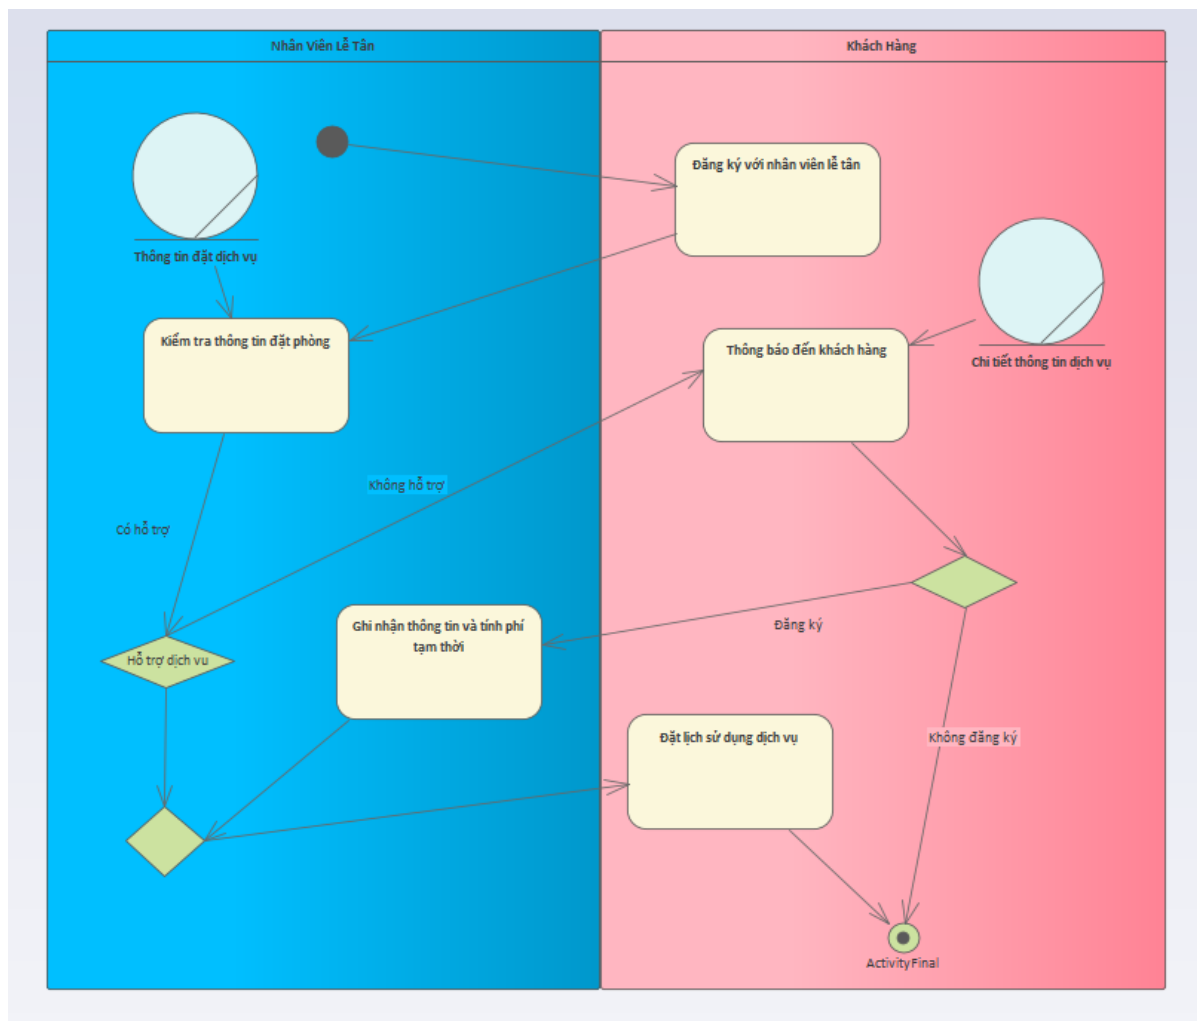 Nhân Viên Lễ Tân
Khách Hàng
Đăng ký với nhân viên lễ tân
Thông tin đặt dịch vụ
Kiểm tra thông tin đặt phòng
Thông báo đến khách hàng
Chi tiết thông tin dịch vụ
Không hỗ trợ
Có hỗ trợ
Ghi nhận thông tin và tính phí
tạm thời
Đăng ký
Hỗ trợ dịch vu
Đặt lịch sử dụng dịch vụ
Không đăng ký
ActivityFinal